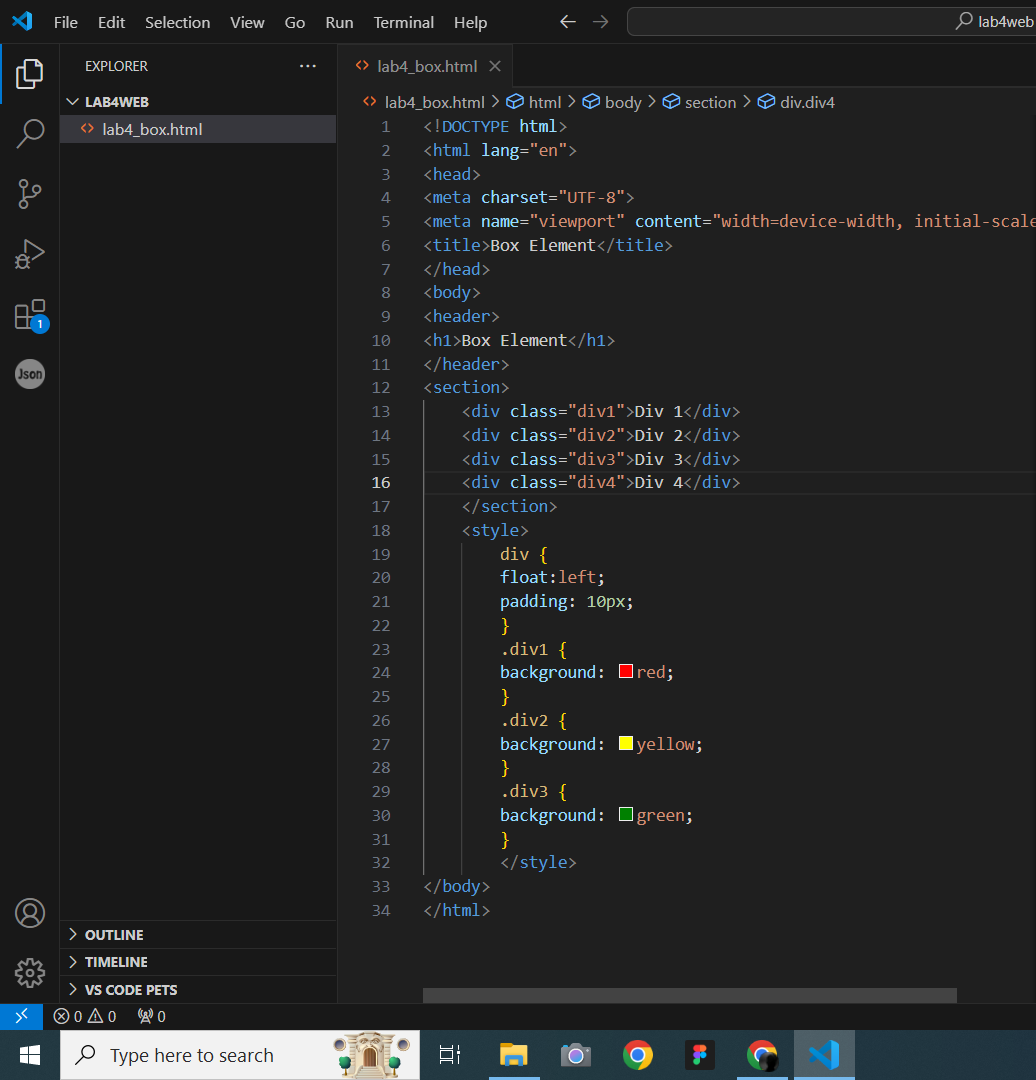 File Edit Selection View Go Run Terminal Help lab4web
EXPLORER
LAB4WEB
lab4_box.html
1
Json
OUTLINE
TIMELINE
VS CODE PETS
lab4_box.html
lab4_box.html > html > body > section > div.div4
1 <!DOCTYPE html>
2 <html lang="en">
3 <head>
4 <meta charset="UTF-8">
5 <meta name="viewport" content="width=device-width, initial-scale
6 <title>Box Element</title>
7 </head>
8 <body>
9 <header>
10 <h1>Box Element</h1>
11 </header>
12 <section>
13 <div class="div1">Div 1</div>
14 <div class="div2">Div 2</div>
15 <div class="div3">Div 3</div>
16 <div class="div4">Div 4</div>
17 </section>
18 <style>
19 div {
20 float:left;
21 padding: 10px;
22 }
23 .div1 {
24 background: red;
25 }
26 .div2 {
27 background: yellow;
28 }
29 .div3 {
30 background: green;
31 }
32 </style>
33 </body>
34 </html>
0 0 0
Type here to search